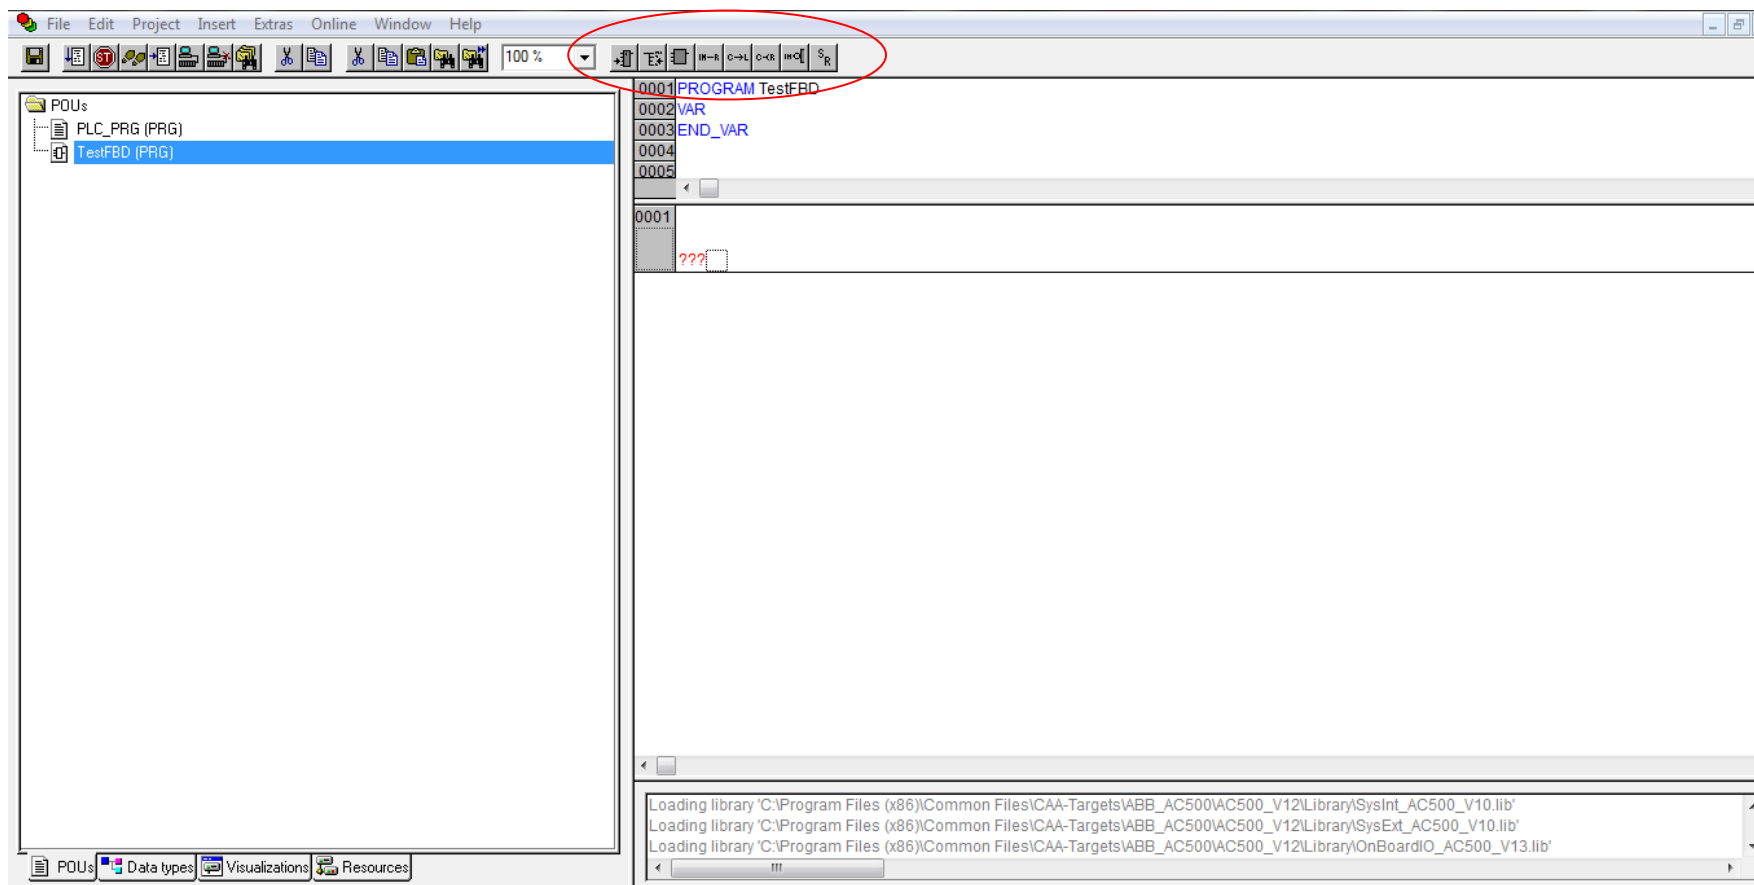 File Edit Project Insert Extras Online Window Help
100 %
0001 PROGRAM TestFBD
0002 VAR
0003 END_VAR
0004
0005
POUs
PLC_PRG (PRG)
TestFBD (PRG)
0001
???
Loading library 'C:\Program Files (x86)\Common Files\CAA-Targets\ABB_AC500\AC500_V12\Library\SysInt_AC500_V10.lib'
Loading library 'C:\Program Files (x86)\Common Files\CAA-Targets\ABB_AC500\AC500_V12\Library\SysExt_AC500_V10.lib'
Loading library 'C:\Program Files (x86)\Common Files\CAA-Targets\ABB_AC500\AC500_V12\Library\OnBoardIO_AC500_V13.lib'
POUs Data types Visualizations Resources